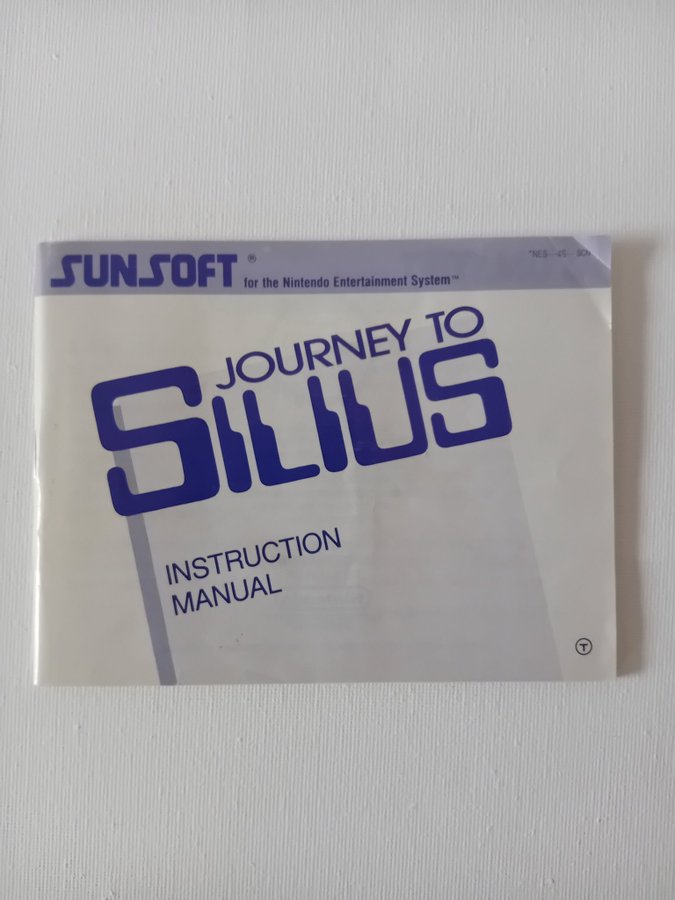 SUNSOFT ® for the Nintendo Entertainment System™
JOURNEY TO
SILIUS
INSTRUCTION
MANUAL
T